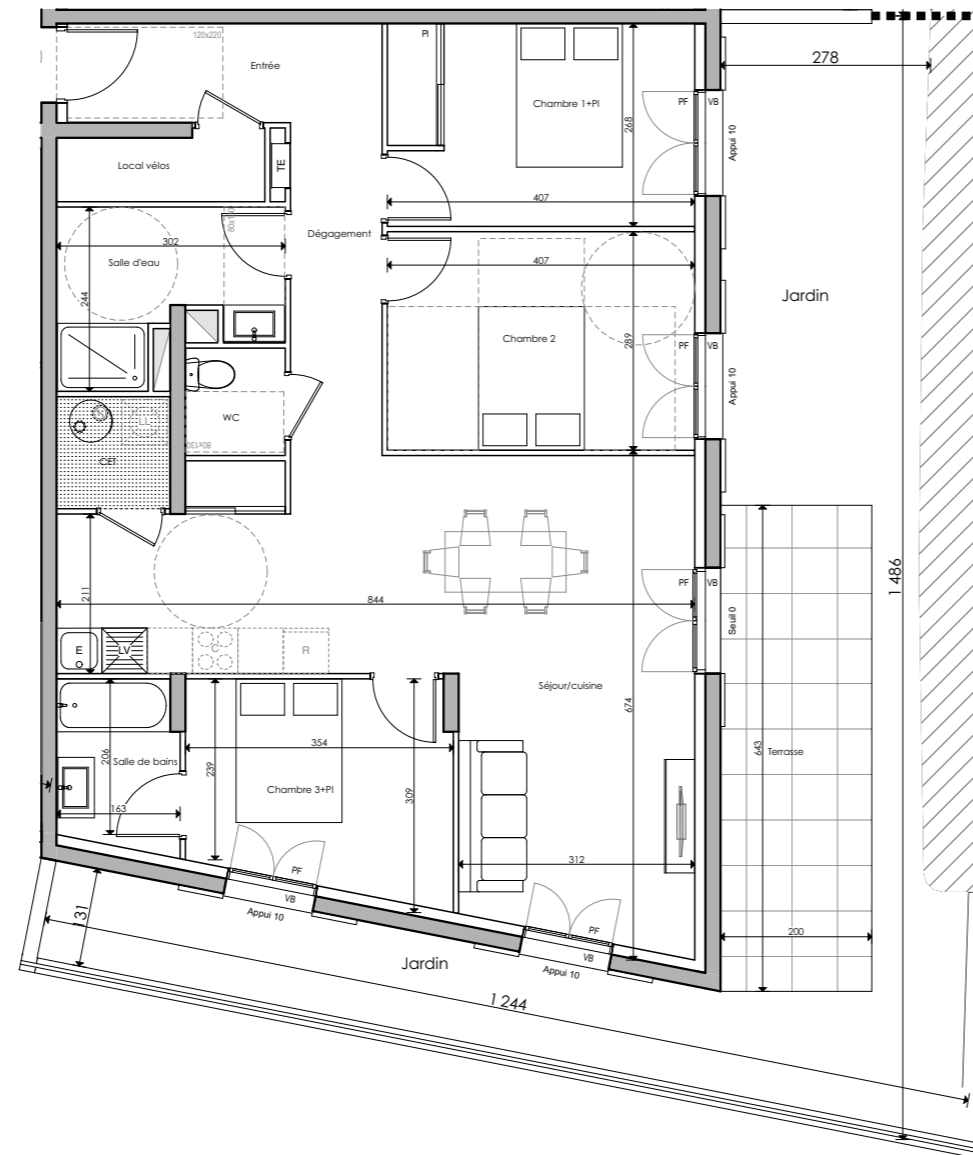 120x220
Entrée
PI
278
Chambre 1+PI
PF
VB
268
Appui 10
TE
Local vélos
407
80x130
Dégagement
302
Salle d'eau
407
Jardin
244
289
Chambre 2
PF
VB
Appui 10
LL
WC
80x130
CET
1 486
211
844
PF
VB
Seuil 0
E
LV
C
R
Séjour/cuisine
674
354
206
239
Salle de bains
643
Terrasse
Chambre 3+PI
309
163
312
PF
VB
Appui 10
131
PF
VB
Appui 10
200
Jardin
1 244